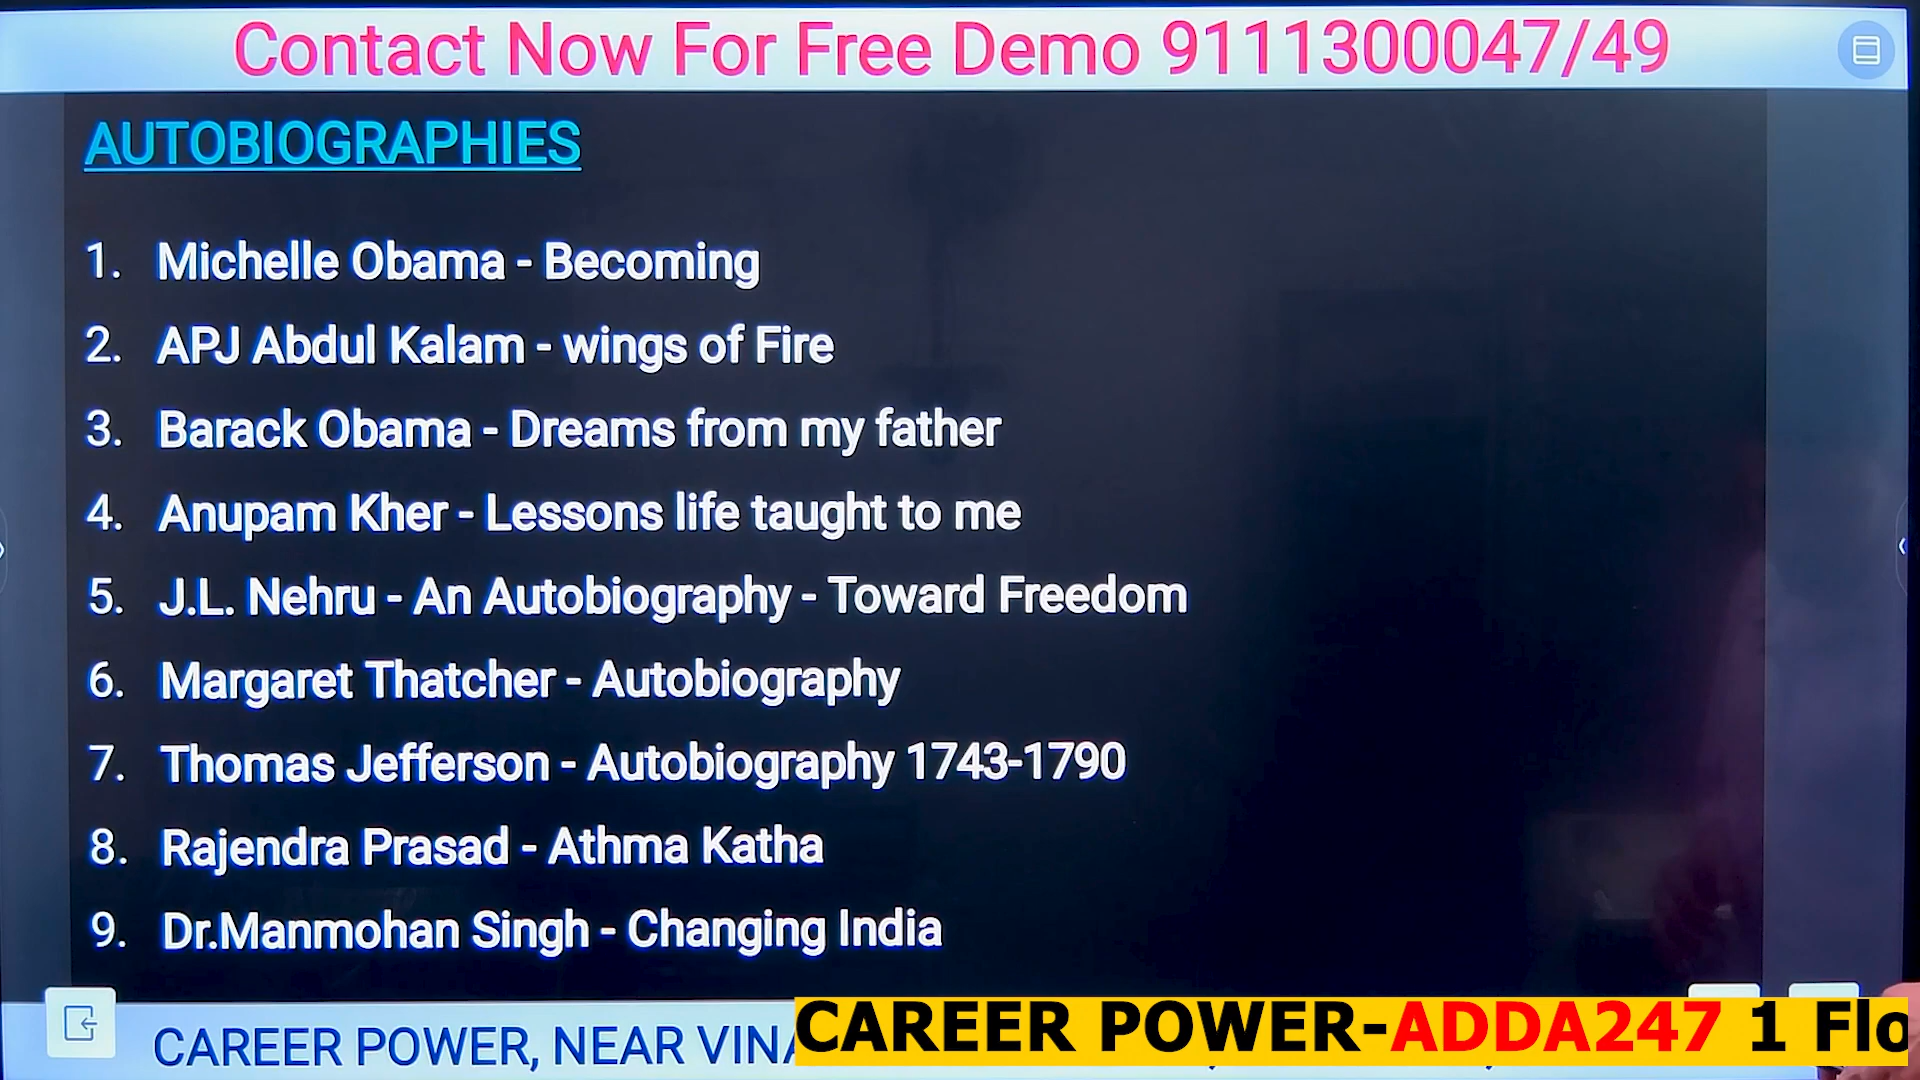 Contact Now For Free Demo 9111300047/49
AUTOBIOGRAPHIES
1. Michelle Obama - Becoming
2. APJ Abdul Kalam - wings of Fire
3. Barack Obama - Dreams from my father
4. Anupam Kher - Lessons life taught to me
5. J.L. Nehru - An Autobiography - Toward Freedom
6. Margaret Thatcher - Autobiography
7. Thomas Jefferson - Autobiography 1743-1790
8. Rajendra Prasad - Athma Katha
9. Dr.Manmohan Singh - Changing India
CAREER POWER, NEAR
CAREER POWER-ADDA247 1